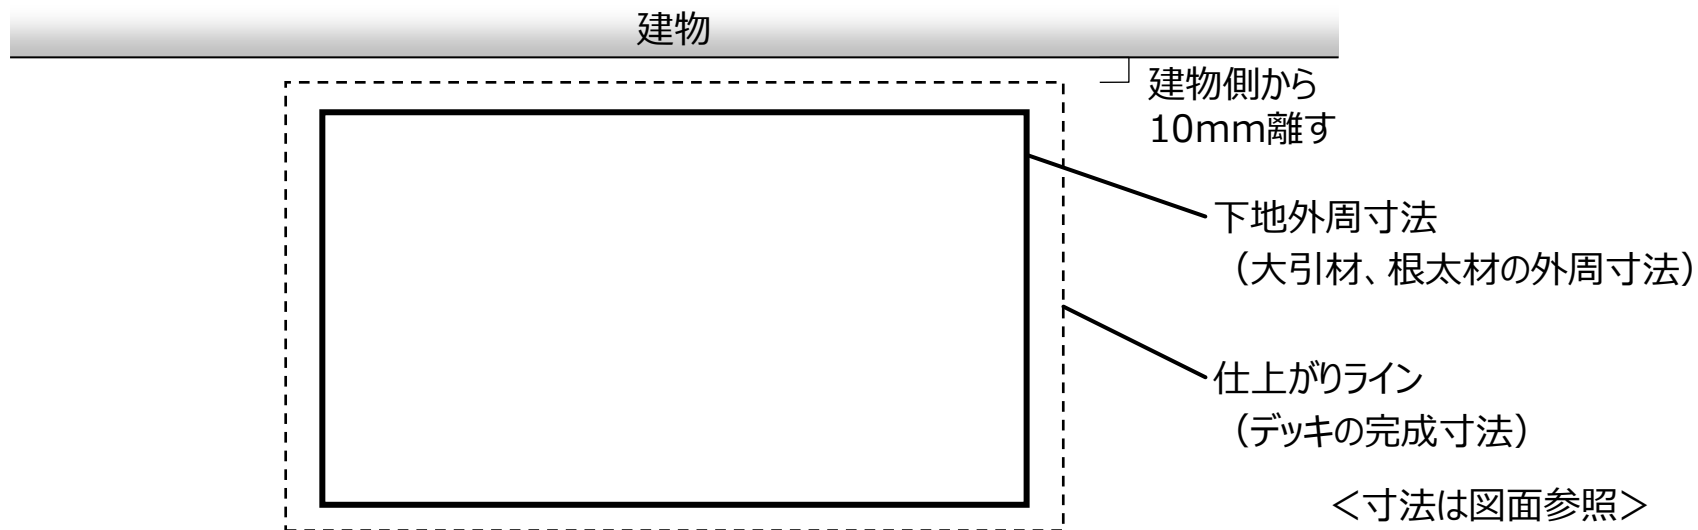 建物
建物側から
10mm離す
下地外周寸法
（大引材、根太材の外周寸法）
仕上がりライン
（デッキの完成寸法）
＜寸法は図面参照＞